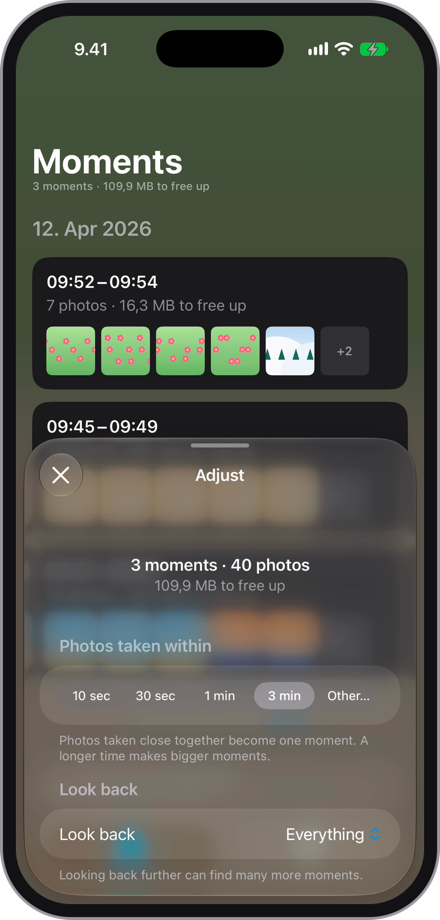 9.41
Moments
3 moments · 109,9 MB to free up
12. Apr 2026
09:52–09:54
7 photos · 16,3 MB to free up
+2
09:45–09:49
Adjust
3 moments · 40 photos
109,9 MB to free up
Photos taken within
10 sec 30 sec 1 min 3 min Other...
Photos taken close together become one moment. A
longer time makes bigger moments.
Look back
Look back Everything
Looking back further can find many more moments.